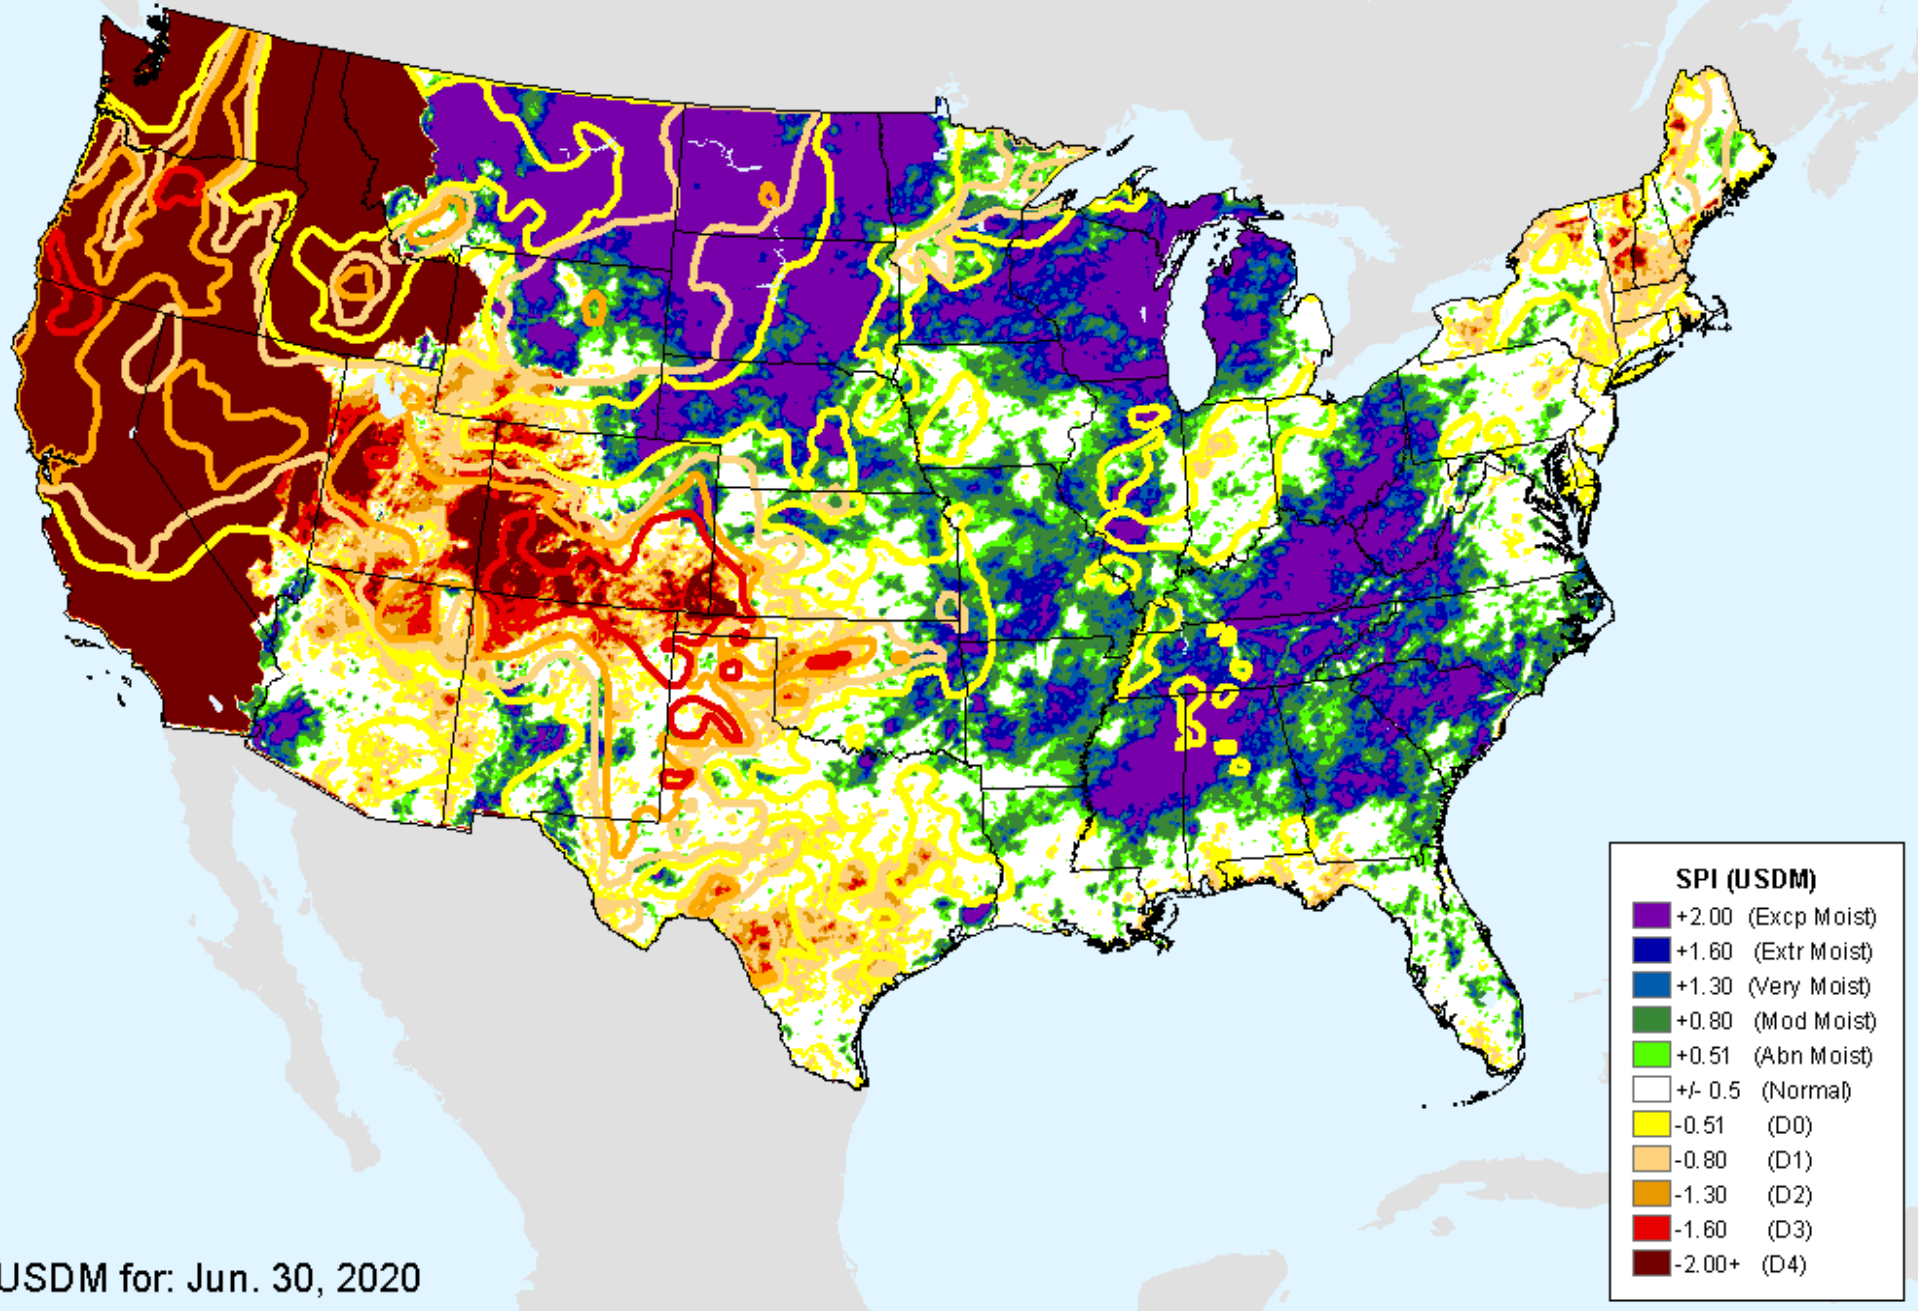 SPI (USDM)
+2.00 (Excp Moist)
+1.60 (Extr Moist)
+1.30 (Very Moist)
+0.80 (Mod Moist)
+0.51 (Abn Moist)
+/- 0.5 (Normal)
-0.51 (D0)
-0.80 (D1)
-1.30 (D2)
-1.60 (D3)
-2.00+ (D4)
USDM for: Jun. 30, 2020